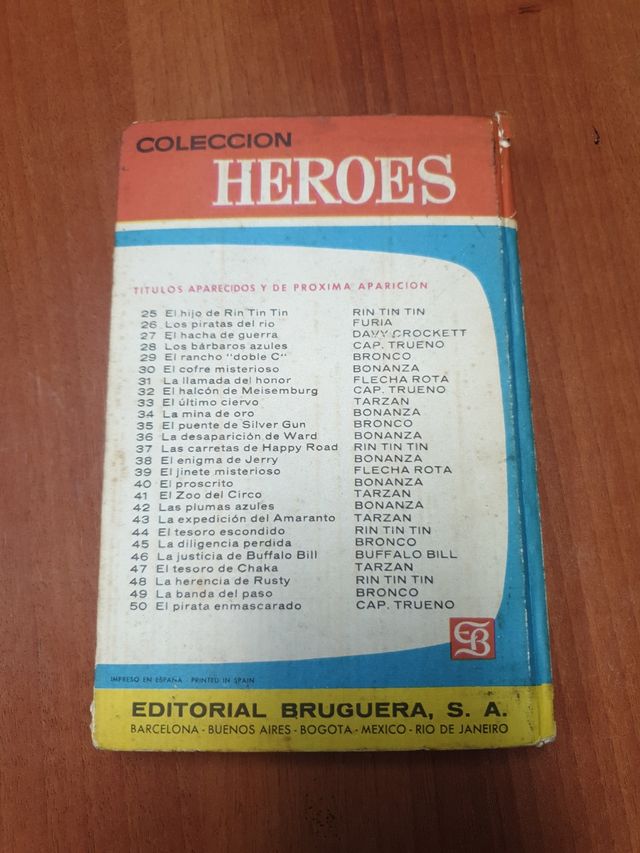 COLECCION
HEROES
TITULOS APARECIDOS Y DE PROXIMA APARICION
25 El hijo de Rin Tin Tin RIN TIN TIN
26 Los piratas del río FURIA
27 El hacha de guerra DAVY CROCKETT
28 Los bárbaros azules CAP. TRUENO
29 El rancho "doble C" BRONCO
30 El cofre misterioso BONANZA
31 La llamada del honor FLECHA ROTA
32 El halcón de Meisemburg CAP. TRUENO
33 El último ciervo TARZAN
34 La mina de oro BONANZA
35 El puente de Silver Gun BRONCO
36 La desaparición de Ward BONANZA
37 Las carretas de Happy Road RIN TIN TIN
38 El enigma de Jerry BONANZA
39 El jinete misterioso FLECHA ROTA
40 El proscrito BONANZA
41 El Zoo del Circo TARZAN
42 Las plumas azules BONANZA
43 La expedición del Amaranto TARZAN
44 El tesoro escondido RIN TIN TIN
45 La diligencia perdida BRONCO
46 La justicia de Buffalo Bill BUFFALO BILL
47 El tesoro de Chaka TARZAN
48 La herencia de Rusty RIN TIN TIN
49 La banda del paso BRONCO
50 El pirata enmascarado CAP. TRUENO
EB
IMPRESO EN ESPAÑA - PRINTED IN SPAIN
EDITORIAL BRUGUERA, S. A.
BARCELONA - BUENOS AIRES - BOGOTA - MEXICO - RIO DE JANEIRO